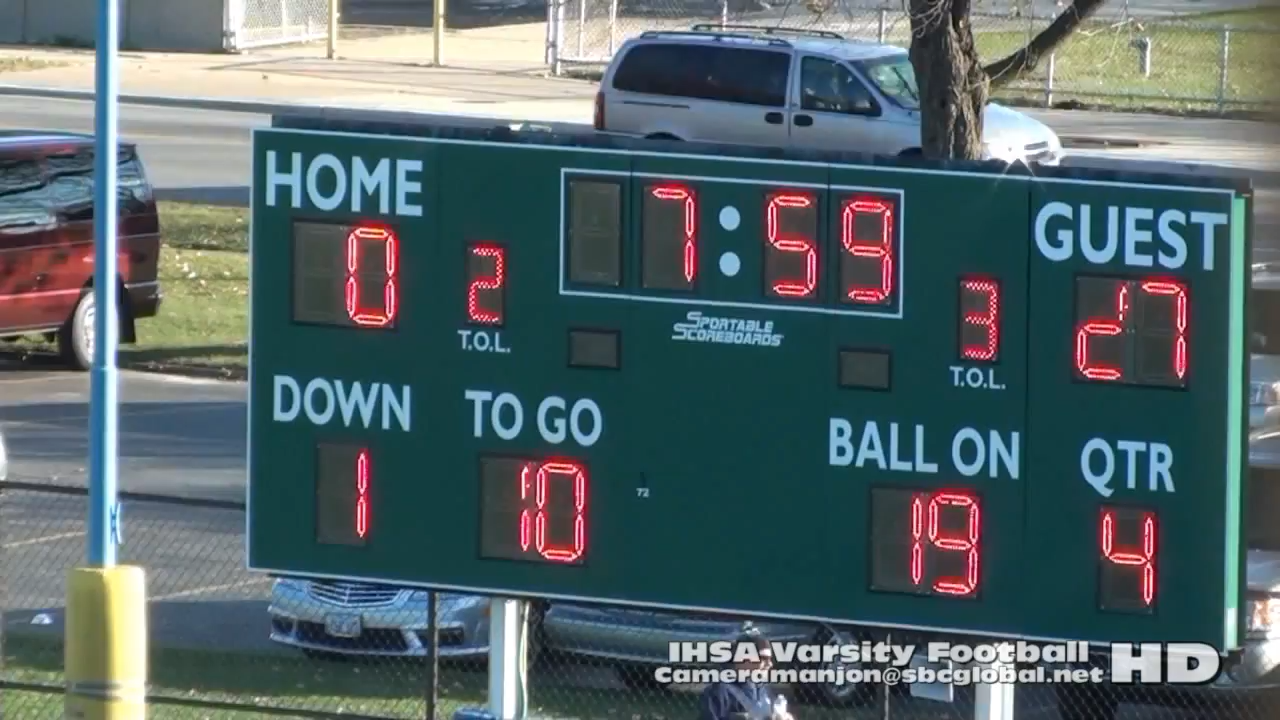 HOME
0
2
T.O.L.
7:59
SPORTABLE
SCOREBOARDS
3
T.O.L.
GUEST
27
DOWN
1
TO GO
10
72
BALL ON
19
QTR
4
IHSA Varsity Football
cameramanjon@sbcglobal.net HD